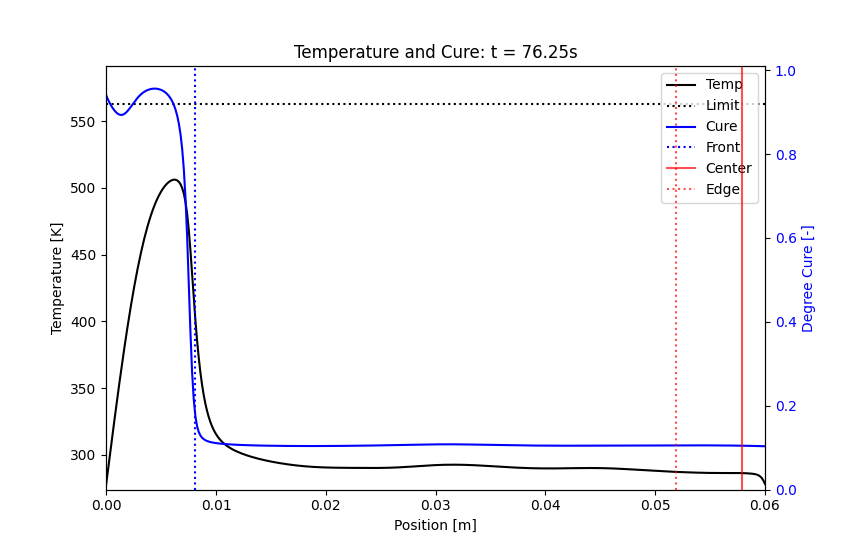 Temperature and Cure: t = 76.25s
Temp
Limit
Cure
Front
Center
Edge
550
500
450
400
350
300
Temperature [K]
1.0
0.8
0.6
0.4
0.2
0.0
Degree Cure [-]
0.00 0.01 0.02 0.03 0.04 0.05 0.06
Position [m]